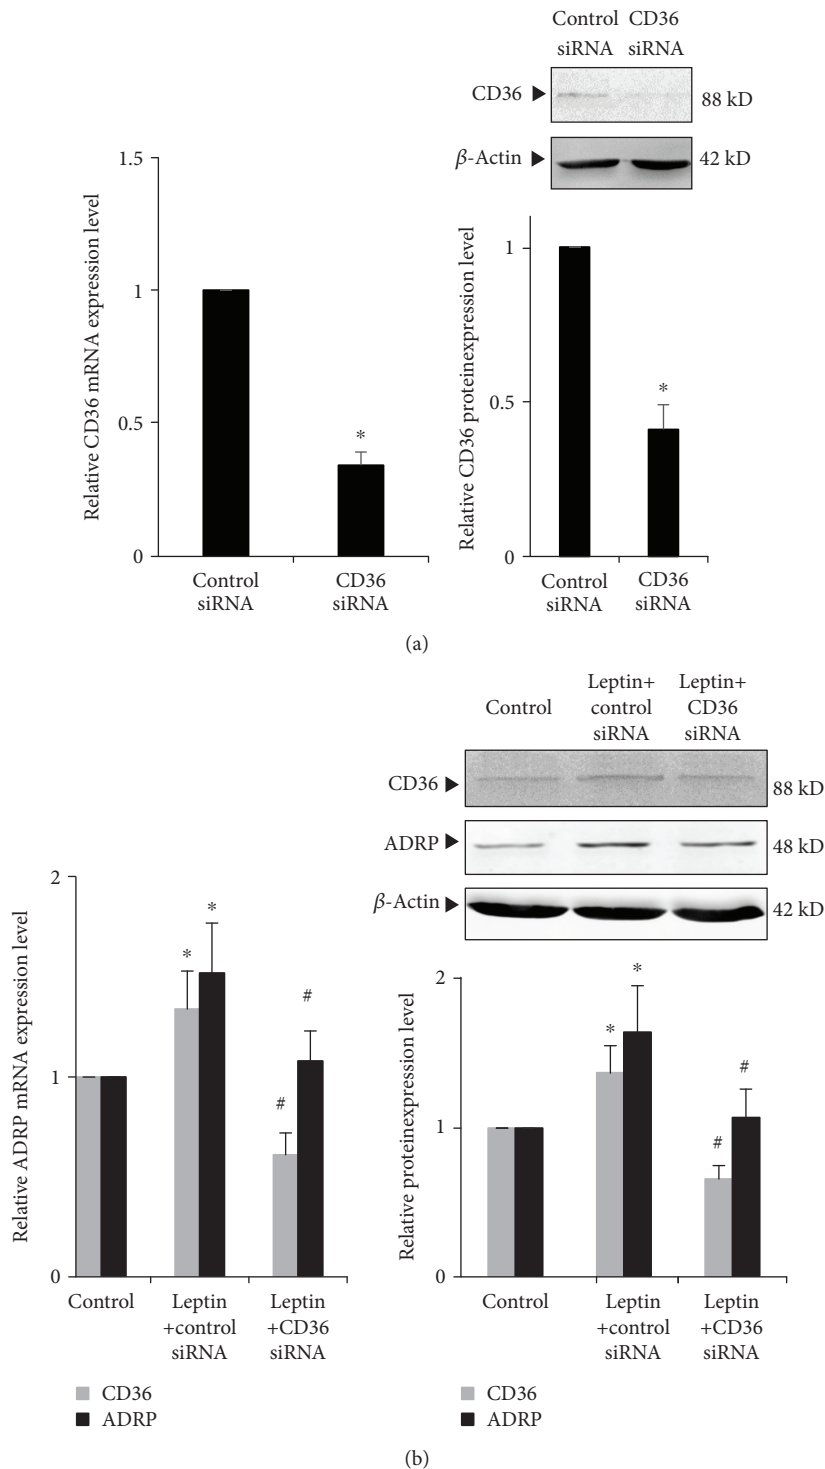 Control CD36
siRNA siRNA
CD36
88 kD
β-Actin
42 kD
Relative CD36 mRNA expression level
1.5
1
0.5
0
*
Control
siRNA
CD36
siRNA
Relative CD36 proteinexpression level
1
0.5
0
*
Control
siRNA
CD36
siRNA
(a)
Control
Leptin+
control
siRNA
Leptin+
CD36
siRNA
CD36
88 kD
ADRP
48 kD
β-Actin
42 kD
Relative ADRP mRNA expression level
2
1
0
*
*
#
#
Control
Leptin
+control
siRNA
Leptin
+CD36
siRNA
CD36
ADRP
Relative proteinexpression level
2
1
0
*
*
#
#
Control
Leptin
+control
siRNA
Leptin
+CD36
siRNA
CD36
ADRP
(b)